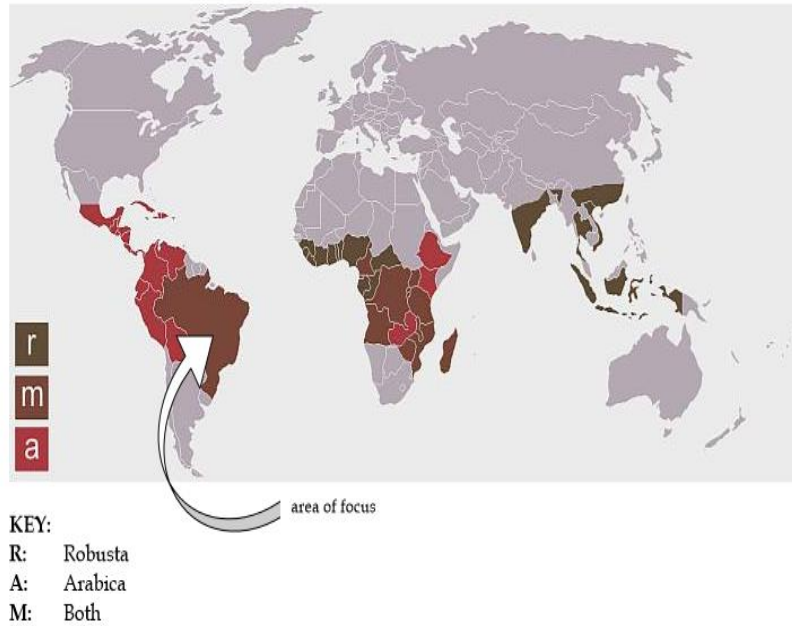 r
m
a
area of focus
KEY:
R: Robusta
A: Arabica
M: Both